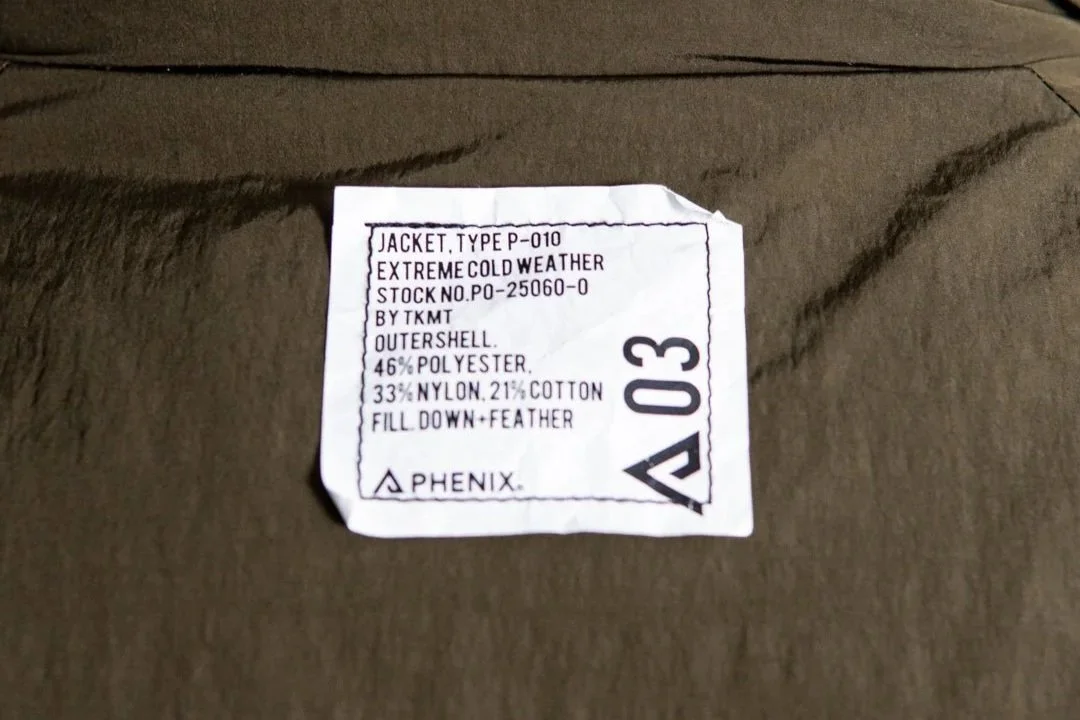 JACKET, TYPE P-010
EXTREME COLD WEATHER
STOCK NO.PO-25060-0
BY TKMT
OUTERSHELL.
46% POLYESTER,
33% NYLON, 21% COTTON
FILL. DOWN+FEATHER
PHENIX.
03